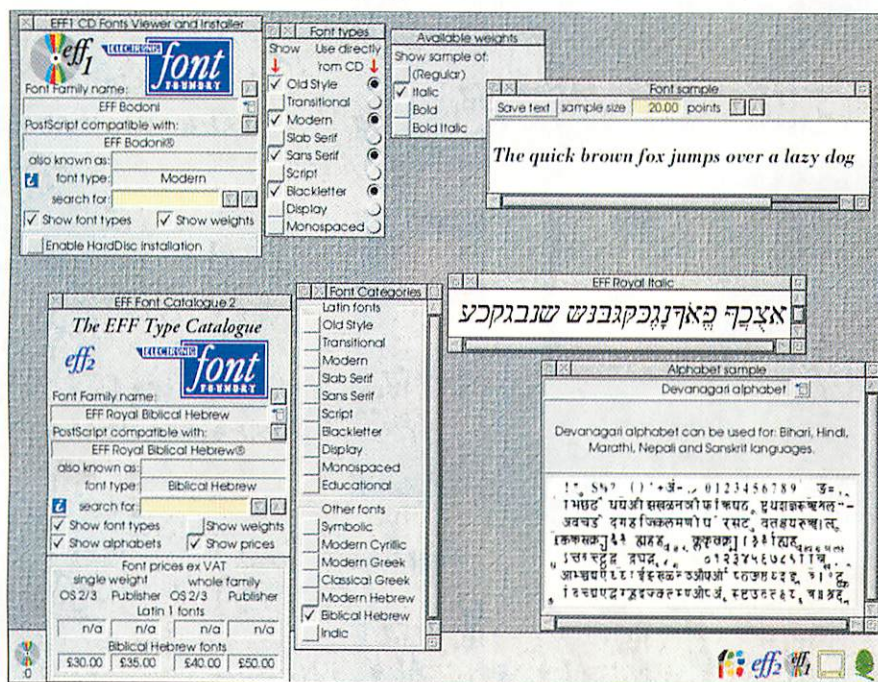 EFF1 CD Fonts Viewer and Installer
eff1
ELECTRONIC
font
FOUNDRY
Font Family name:
EFF Bodoni
PostScript compatible with:
EFF Bodoni®
also known as:
font type: Modern
search for:
Show font types Show weights
Enable HardDisc Installation
Font types
Show Use directly
from CD
Old Style
Transitional
Modern
Slab Serif
Sans Serif
Script
Blackletter
Display
Monospaced
Available weights
Show sample of:
(Regular)
Italic
Bold
Bold Italic
Font sample
Save text sample size 20.00 points
The quick brown fox jumps over a lazy dog
EFF Font Catalogue 2
The EFF Type Catalogue
eff2
ELECTRONIC
font
FOUNDRY
Font Family name:
EFF Royal Biblical Hebrew
PostScript compatible with:
EFF Royal Biblical Hebrew®
also known as:
font type: Biblical Hebrew
search for:
Show font types Show weights
Show alphabets Show prices
Font prices ex VAT
single weight whole family
OS 2/3 Publisher OS 2/3 Publisher
Latin 1 fonts
n/a n/a n/a n/a
Biblical Hebrew fonts
£30.00 £35.00 £40.00 £50.00
Font Categories
Latin fonts
Old Style
Transitional
Modern
Slab Serif
Sans Serif
Script
Blackletter
Display
Monospaced
Educational
Other fonts
Symbolic
Modern Cyrillic
Modern Greek
Classical Greek
Modern Hebrew
Biblical Hebrew
Indic
EFF Royal Italic
שנבגקכע
Alphabet sample
Devanagari alphabet
Devanagari alphabet can be used for: Bihari, Hindi,
Marathi, Nepali and Sanskrit languages.
0123456789
:0
eff2 eff1